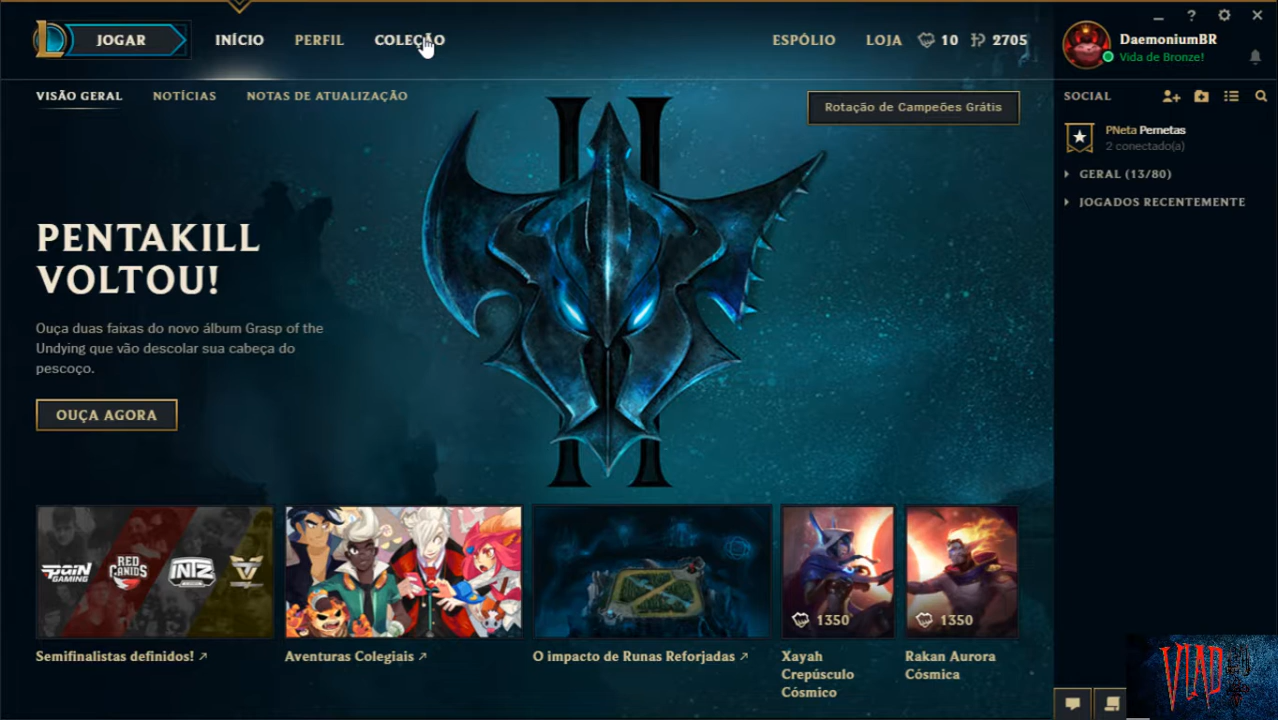 JOGAR
INÍCIO
PERFIL
COLEÇÃO
ESPÓLIO
LOJA
10
2705
DaemoniumBR
Vida de Bronze!
VISÃO GERAL
NOTÍCIAS
NOTAS DE ATUALIZAÇÃO
Rotação de Campeões Grátis
SOCIAL
PNeta Pernetas
2 conectado(a)
GERAL (13/80)
JOGADOS RECENTEMENTE
PENTAKILL
VOLTOU!
Ouça duas faixas do novo álbum Grasp of the
Undying que vão descolar sua cabeça do
pescoço.
OUÇA AGORA
II
PAIN
GAMING
RED
CANIDS
INTZ
1350
1350
Semifinalistas definidos!
Aventuras Colegiais
O impacto de Runas Reforjadas
Xayah
Crepúsculo
Cósmico
Rakan Aurora
Cósmica
VLAD